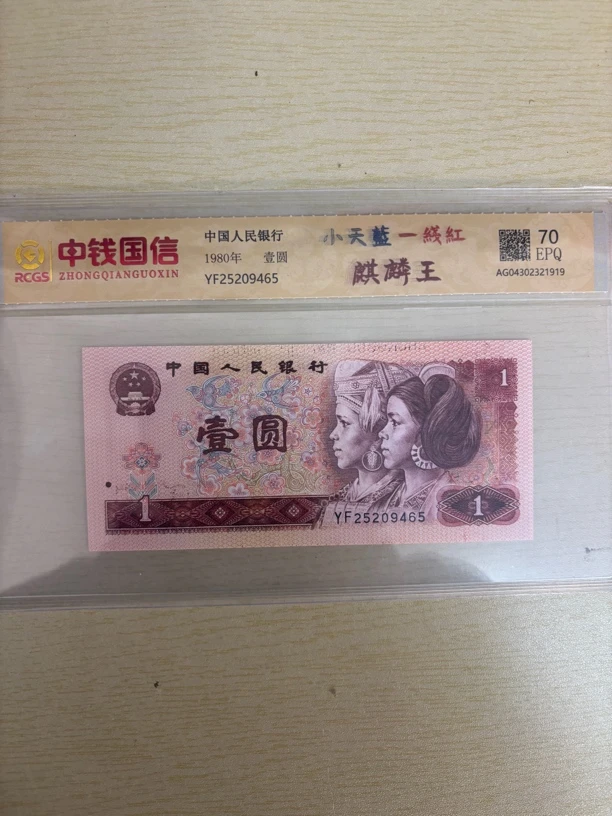 RCGS
中钱国信
ZHONGQIANGUOXIN
中国人民银行
1980年 壹圆
YF25209465
小天藍一綫紅
麒麟王
70
EPQ
AG04302321919
中国人民银行
壹圆
1
1
YF25209465
1